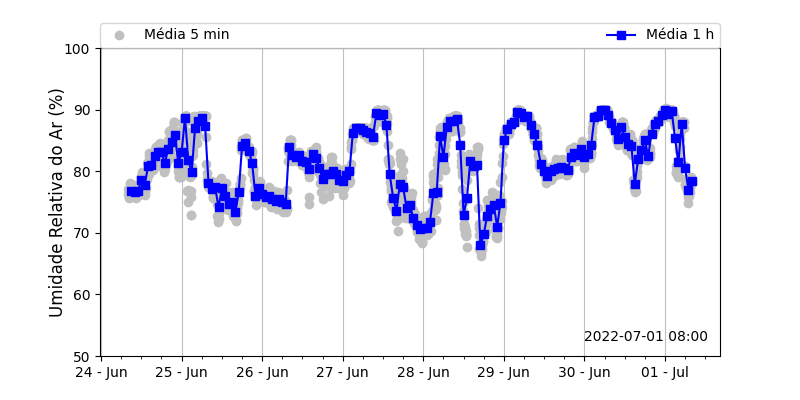 Média 5 min
Média 1 h
Umidade Relativa do Ar (%)
100
90
80
70
60
50
2022-07-01 08:00
24 - Jun
25 - Jun
26 - Jun
27 - Jun
28 - Jun
29 - Jun
30 - Jun
01 - Jul